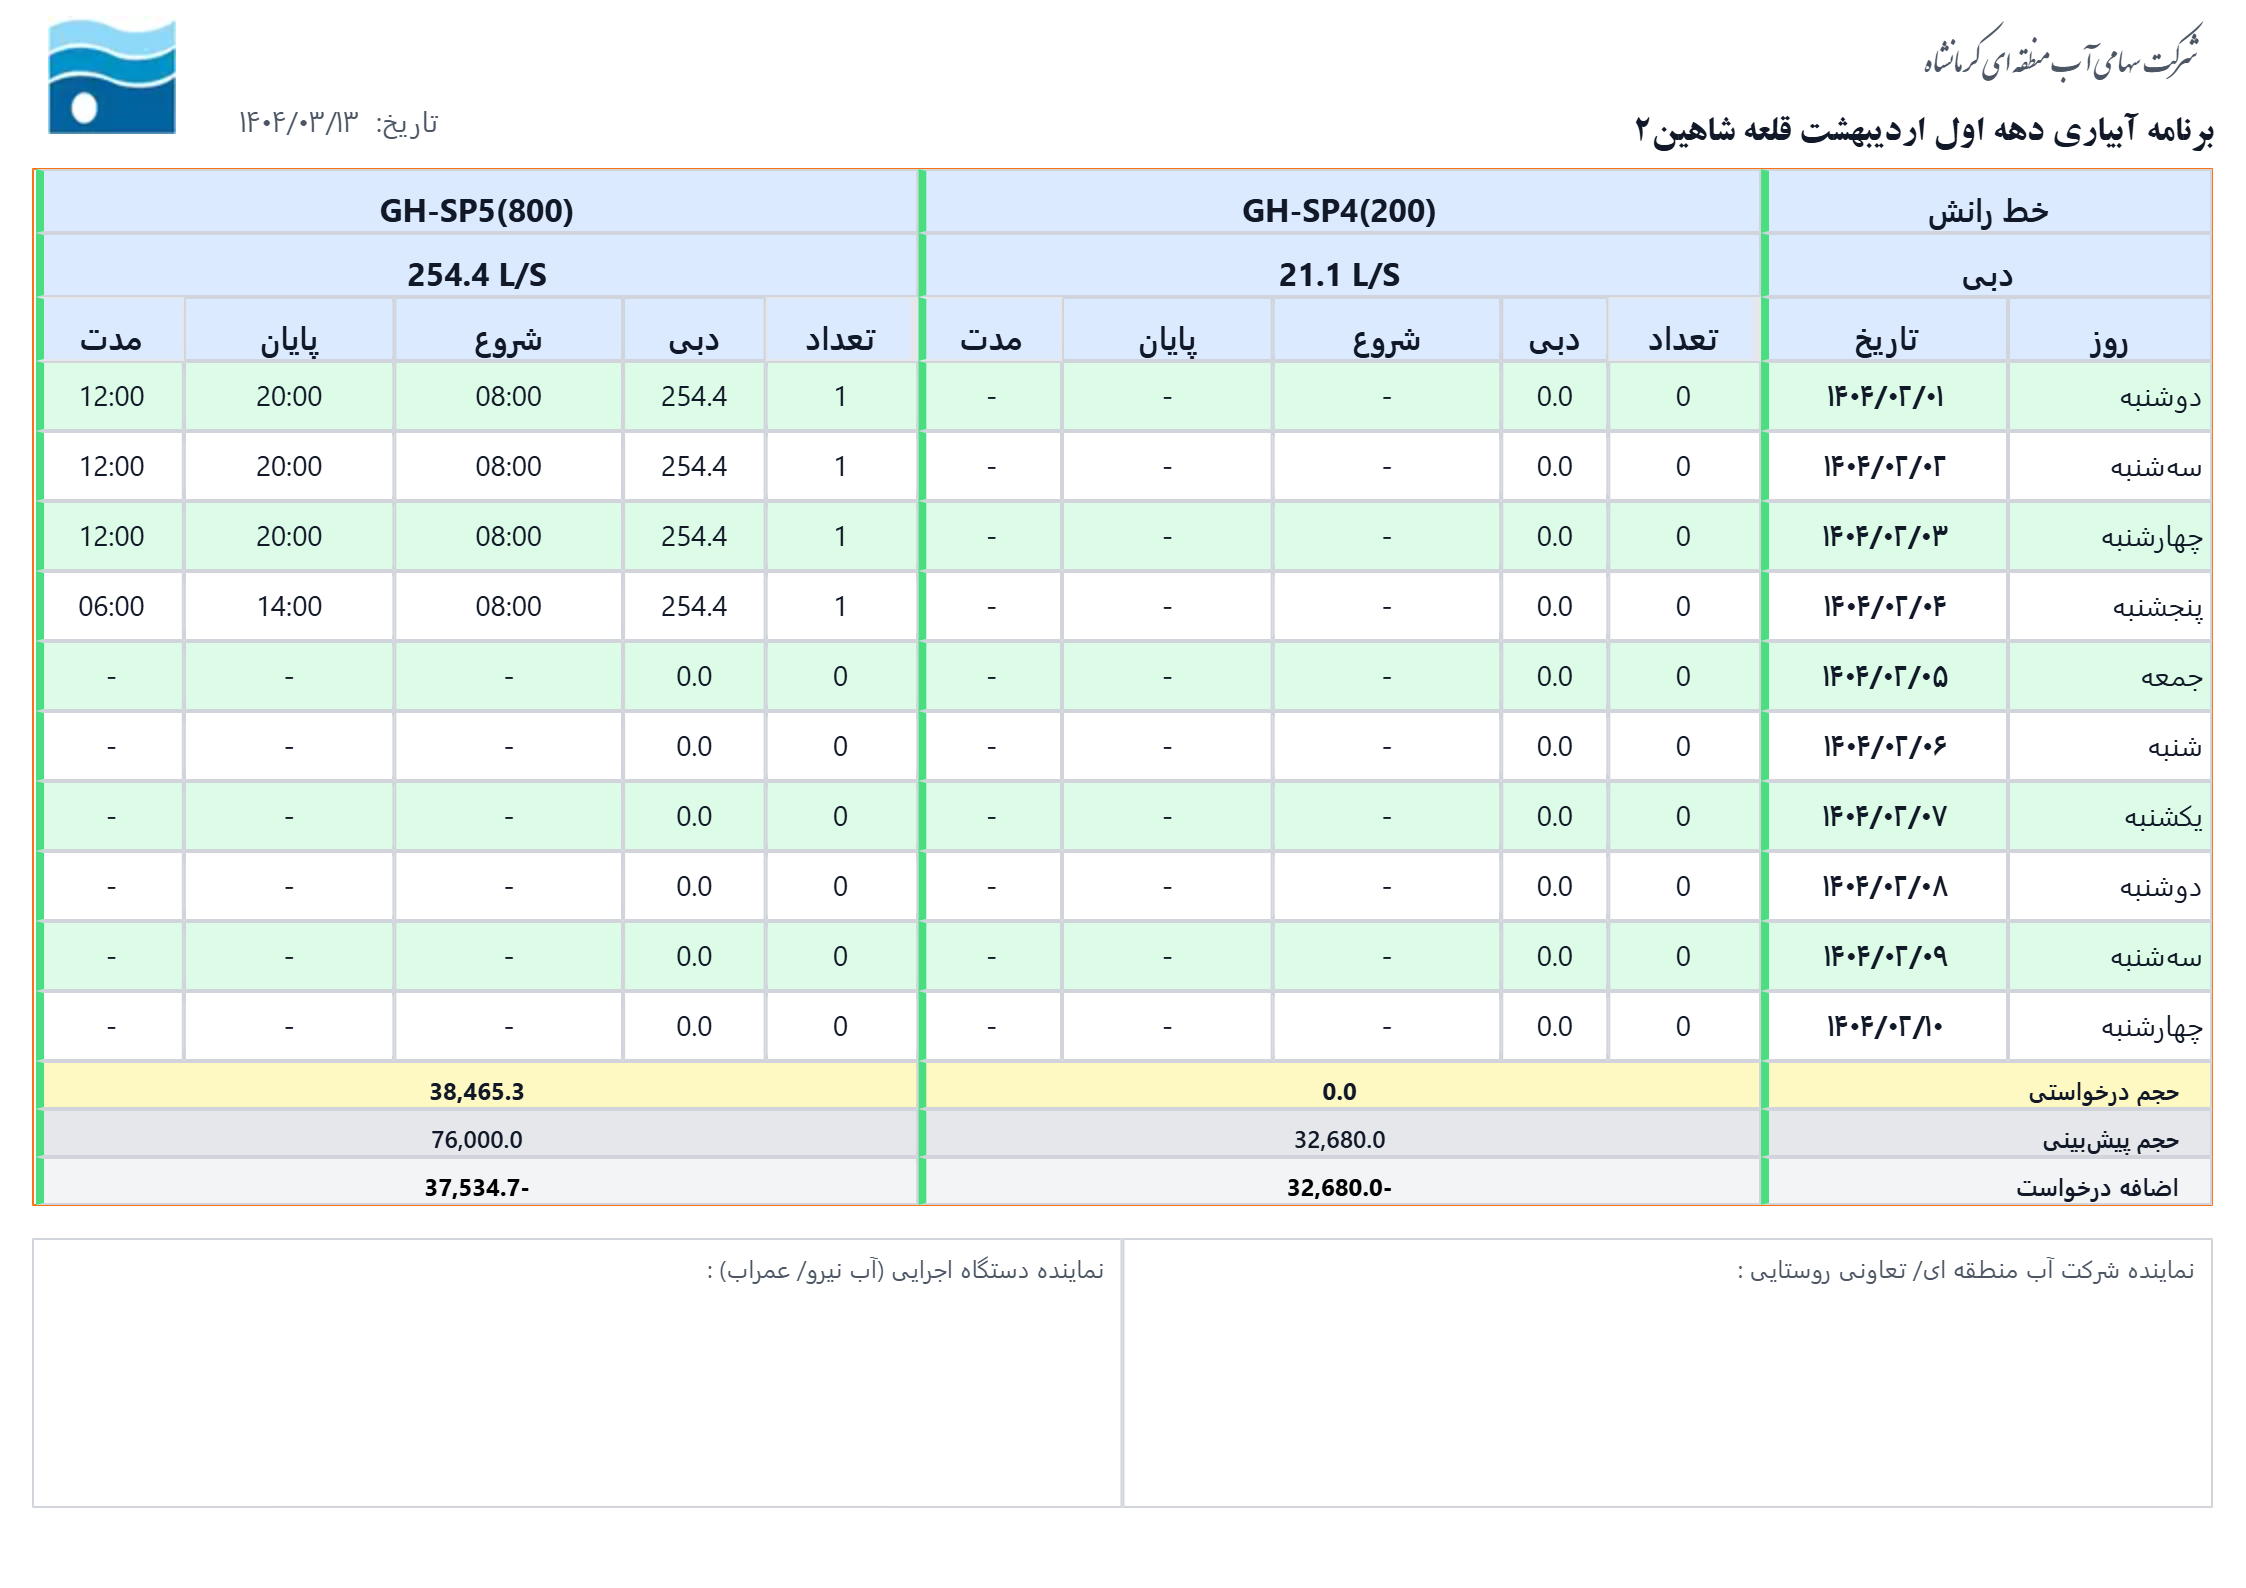 شرکت سهامی آب منطقه ای کرمانشاه
برنامه آبیاری دهه اول اردیبهشت قلعه شاهین ۲
تاریخ: ۱۴۰۴/۰۳/۱۳
خط رانش GH-SP4(200) GH-SP5(800)
دبی 21.1 L/S 254.4 L/S
روز تاریخ تعداد دبی شروع پایان مدت تعداد دبی شروع پایان مدت
دوشنبه ۱۴۰۴/۰۲/۰۱ 0 0.0 - - - 1 254.4 08:00 20:00 12:00
سه‌شنبه ۱۴۰۴/۰۲/۰۲ 0 0.0 - - - 1 254.4 08:00 20:00 12:00
چهارشنبه ۱۴۰۴/۰۲/۰۳ 0 0.0 - - - 1 254.4 08:00 20:00 12:00
پنجشنبه ۱۴۰۴/۰۲/۰۴ 0 0.0 - - - 1 254.4 08:00 14:00 06:00
جمعه ۱۴۰۴/۰۲/۰۵ 0 0.0 - - - 0 0.0 - - -
شنبه ۱۴۰۴/۰۲/۰۶ 0 0.0 - - - 0 0.0 - - -
یکشنبه ۱۴۰۴/۰۲/۰۷ 0 0.0 - - - 0 0.0 - - -
دوشنبه ۱۴۰۴/۰۲/۰۸ 0 0.0 - - - 0 0.0 - - -
سه‌شنبه ۱۴۰۴/۰۲/۰۹ 0 0.0 - - - 0 0.0 - - -
چهارشنبه ۱۴۰۴/۰۲/۱۰ 0 0.0 - - - 0 0.0 - - -
حجم درخواستی 0.0 38,465.3
حجم پیش‌بینی 32,680.0 76,000.0
اضافه درخواست 32,680.0- 37,534.7-
نماینده شرکت آب منطقه ای/ تعاونی روستایی :
نماینده دستگاه اجرایی (آب نیرو/ عمراب) :